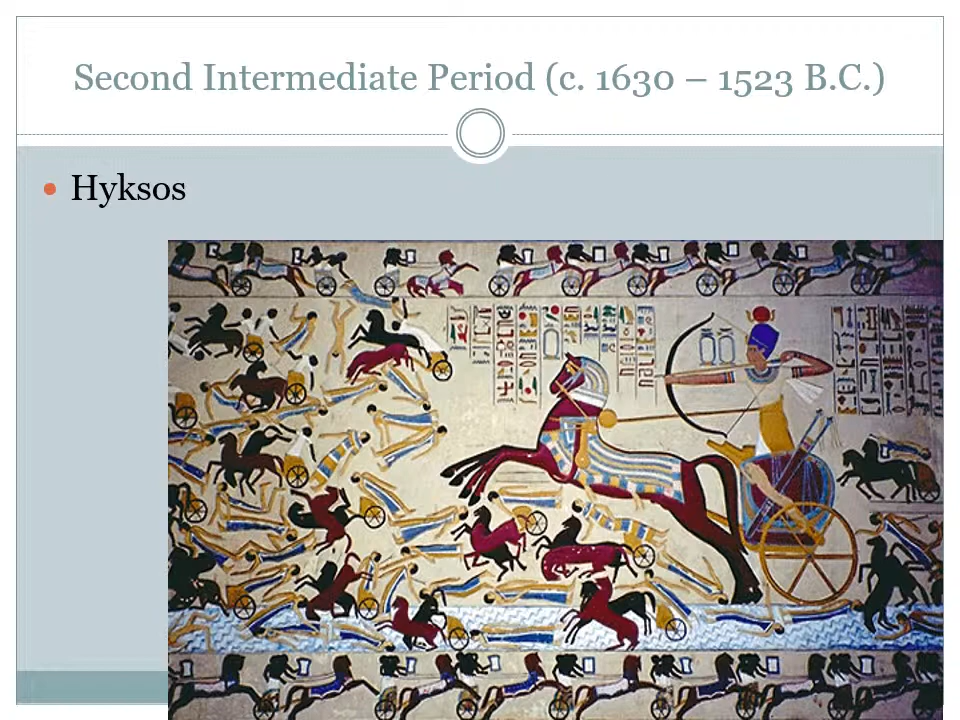 Second Intermediate Period (c. 1630 – 1523 B.C.)
Hyksos